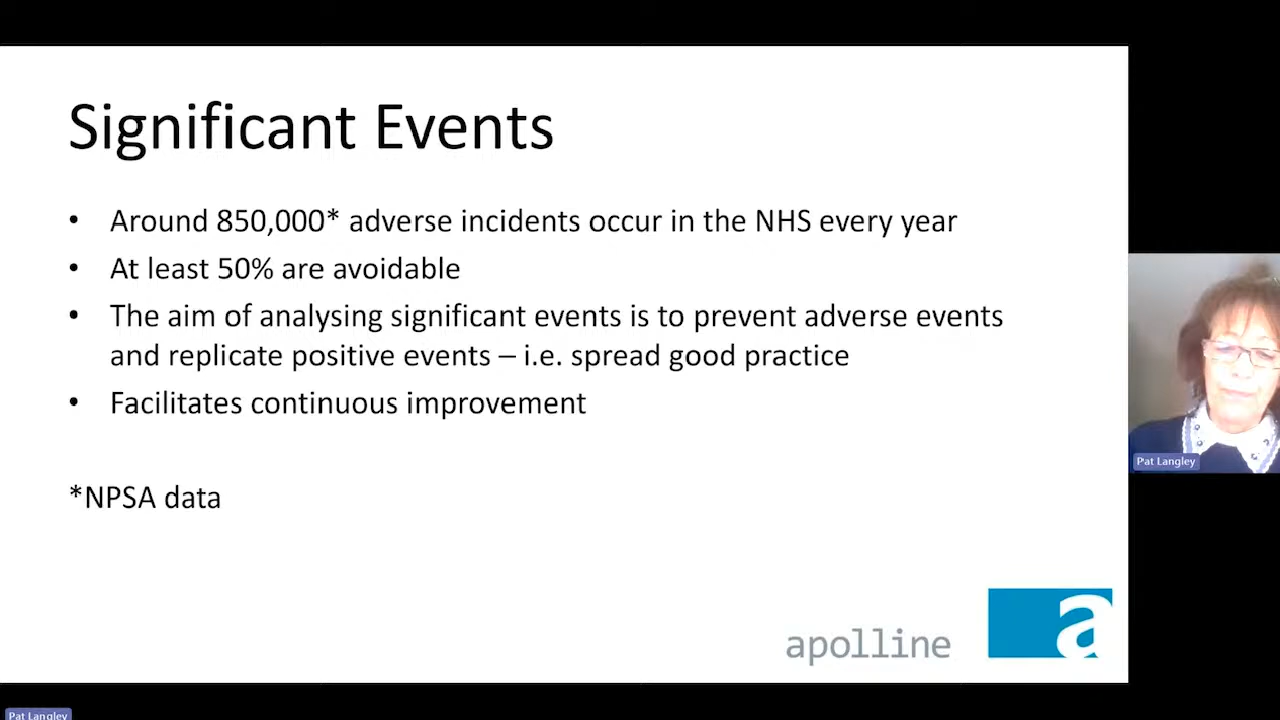 Significant Events
• Around 850,000* adverse incidents occur in the NHS every year
• At least 50% are avoidable
• The aim of analysing significant events is to prevent adverse events
and replicate positive events – i.e. spread good practice
• Facilitates continuous improvement
*NPSA data
Pat Langley
apolline
a
Pat Langley